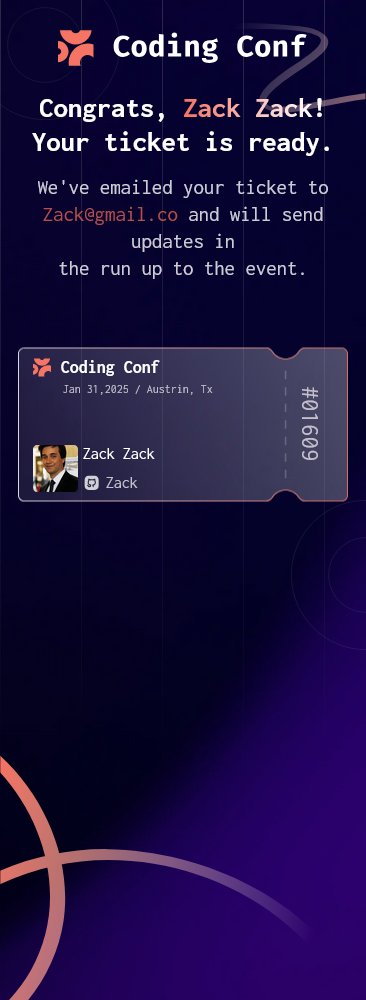 Coding Conf
Congrats, Zack Zack!
Your ticket is ready.
We've emailed your ticket to
Zack@gmail.co and will send
updates in
the run up to the event.
Coding Conf
Jan 31,2025 / Austrin, Tx
#01609
Zack Zack
Zack